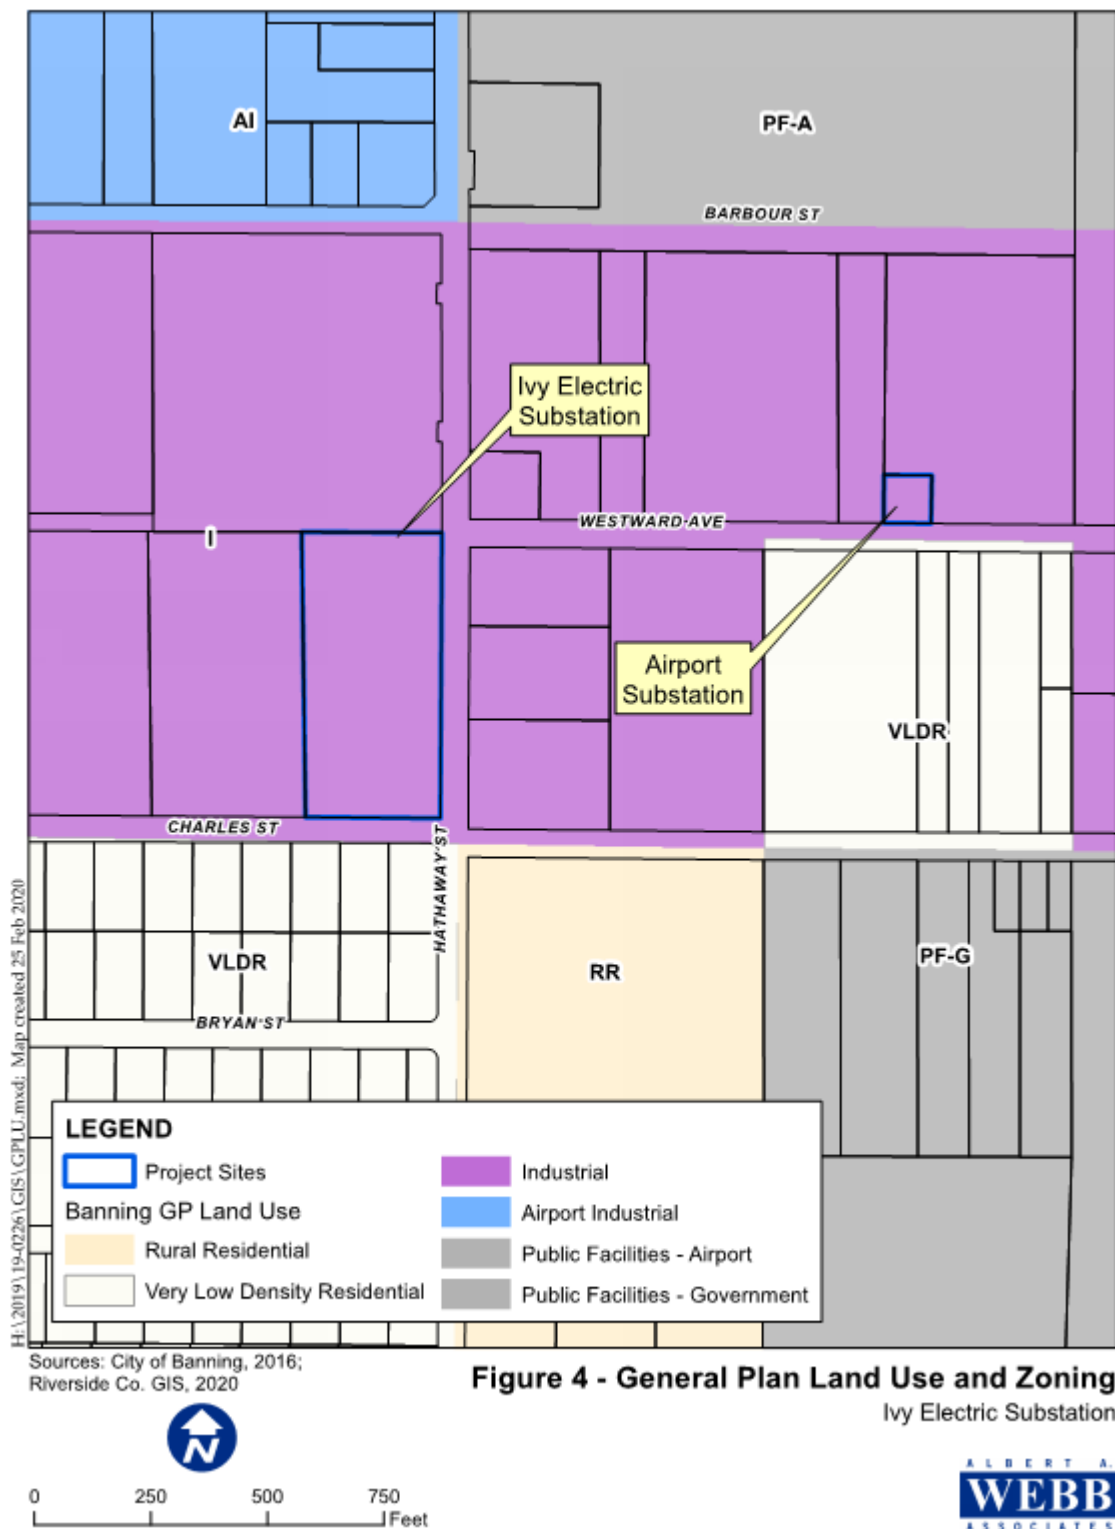 AI
PF-A
BARBOUR ST
Ivy Electric
Substation
WESTWARD AVE
I
Airport
Substation
VLDR
CHARLES ST
HATHAWAY ST
VLDR
RR
PF-G
BRYAN ST
H:\2019\19-0226\GIS\GPLU.mxd; Map created 25 Feb 2020
LEGEND
Project Sites
Banning GP Land Use
Rural Residential
Very Low Density Residential
Industrial
Airport Industrial
Public Facilities - Airport
Public Facilities - Government
Sources: City of Banning, 2016;
Riverside Co. GIS, 2020
Figure 4 - General Plan Land Use and Zoning
Ivy Electric Substation
N
0 250 500 750
Feet
ALBERT A.
WEBB
ASSOCIATES